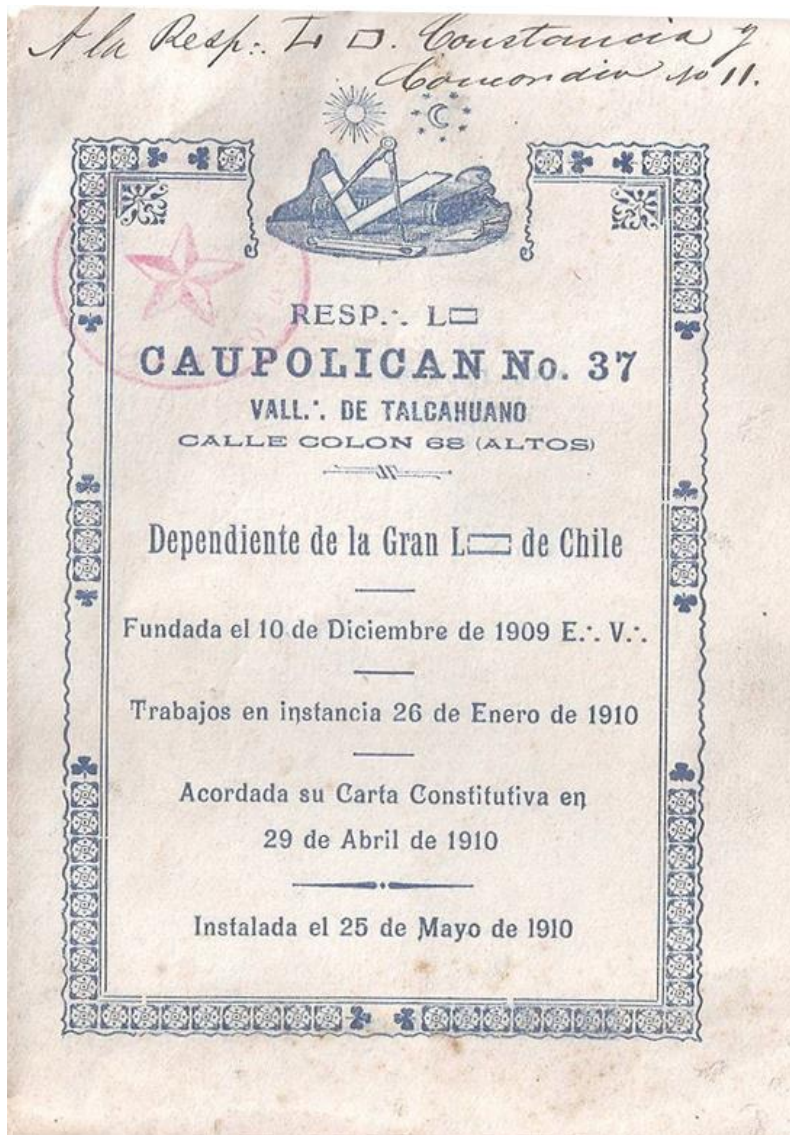 A la Resp∴ L □. Constancia y
Concordia No 11.
RESP∴ L▭
CAUPOLICAN No. 37
VALL∴ DE TALCAHUANO
CALLE COLON 68 (ALTOS)
Dependiente de la Gran L▭ de Chile
Fundada el 10 de Diciembre de 1909 E∴ V∴
Trabajos en instancia 26 de Enero de 1910
Acordada su Carta Constitutiva en
29 de Abril de 1910
Instalada el 25 de Mayo de 1910